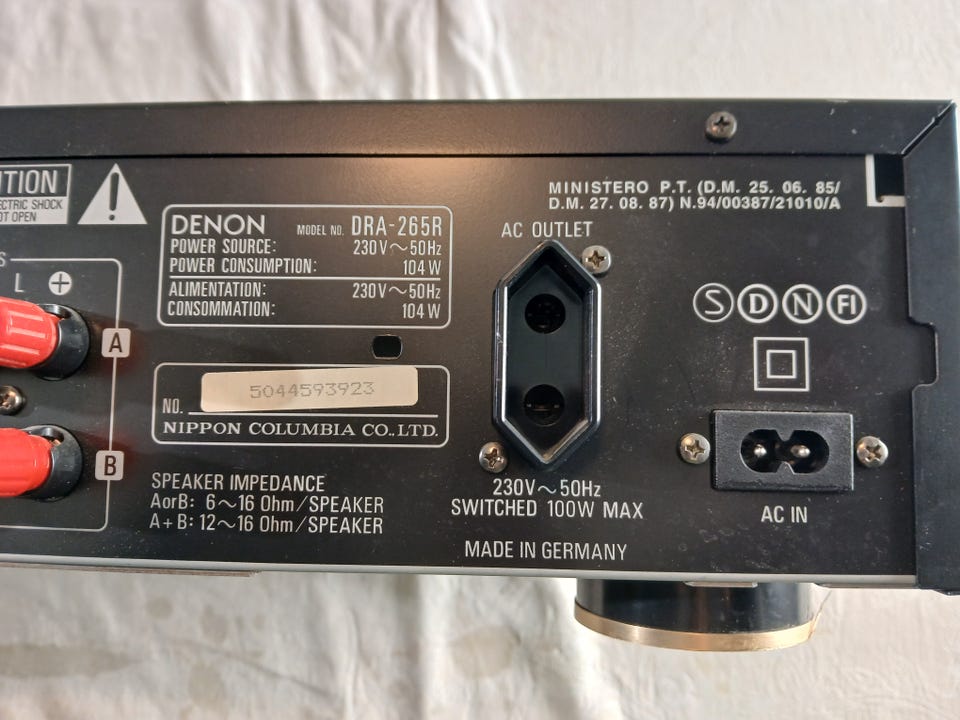 TION
ECTRIC SHOCK
OT OPEN
S
L +
A
B
DENON MODEL NO. DRA-265R
POWER SOURCE: 230V～50Hz
POWER CONSUMPTION: 104W
ALIMENTATION: 230V～50Hz
CONSOMMATION: 104W
5044593923
NO.
NIPPON COLUMBIA CO., LTD.
SPEAKER IMPEDANCE
AorB: 6～16 Ohm/SPEAKER
A+B: 12～16 Ohm/SPEAKER
MINISTERO P.T. (D.M. 25. 06. 85/
D.M. 27. 08. 87) N.94/00387/21010/A
AC OUTLET
230V～50Hz
SWITCHED 100W MAX
MADE IN GERMANY
S D N FI
AC IN